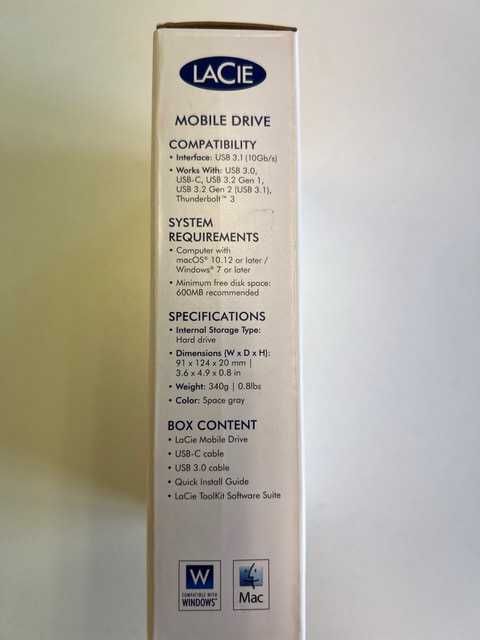 LACIE
MOBILE DRIVE
COMPATIBILITY
• Interface: USB 3.1 (10Gb/s)
• Works With: USB 3.0,
USB-C, USB 3.2 Gen 1,
USB 3.2 Gen 2 (USB 3.1),
Thunderbolt™ 3
SYSTEM
REQUIREMENTS
• Computer with
macOS® 10.12 or later /
Windows® 7 or later
• Minimum free disk space:
600MB recommended
SPECIFICATIONS
• Internal Storage Type:
Hard drive
• Dimensions (W x D x H):
91 x 124 x 20 mm |
3.6 x 4.9 x 0.8 in
• Weight: 340g | 0.8lbs
• Color: Space gray
BOX CONTENT
• LaCie Mobile Drive
• USB-C cable
• USB 3.0 cable
• Quick Install Guide
• LaCie ToolKit Software Suite
W
COMPATIBLE WITH
WINDOWS®
Mac